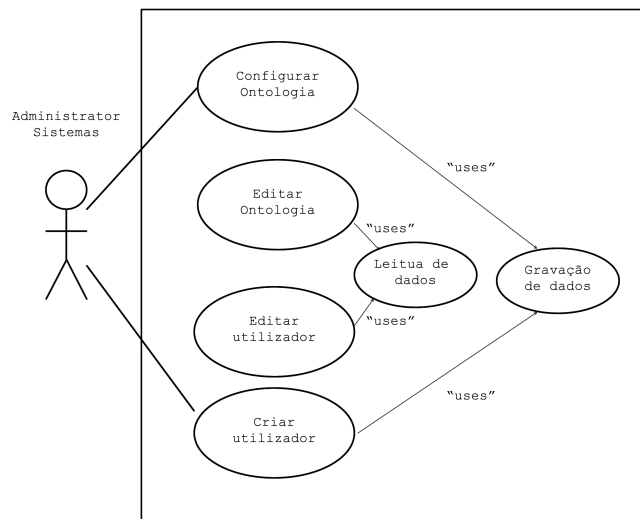 Configurar
Ontologia
Administrator
Sistemas
“uses”
Editar
Ontologia
“uses”
Leitua de
dados
Gravação
de dados
Editar
utilizador
“uses”
“uses”
Criar
utilizador